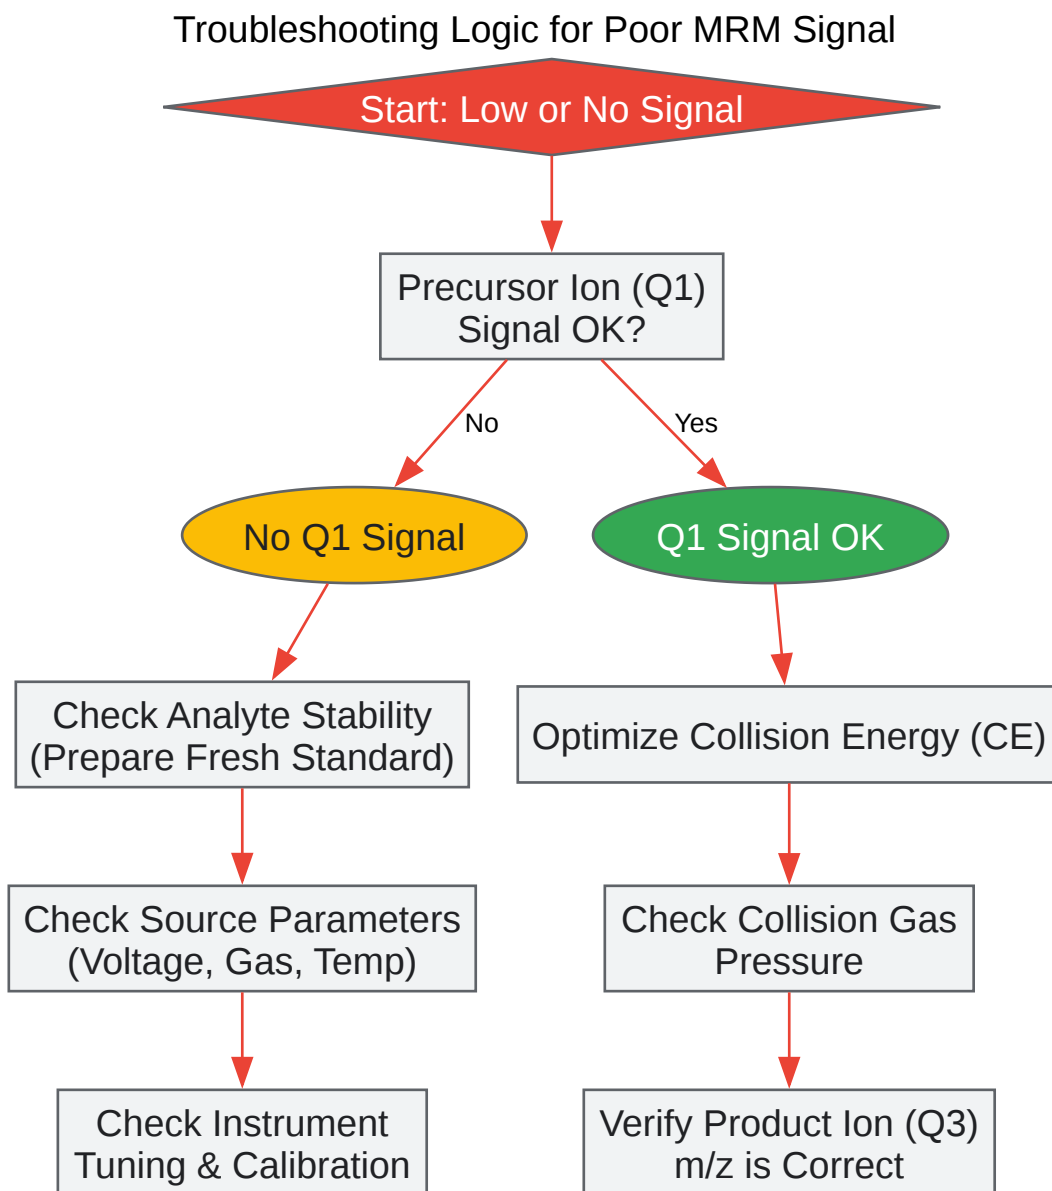 Troubleshooting Logic for Poor MRM Signal
Start: Low or No Signal
Precursor Ion (Q1)
Signal OK?
No
Yes
No Q1 Signal
Q1 Signal OK
Check Analyte Stability
(Prepare Fresh Standard)
Optimize Collision Energy (CE)
Check Source Parameters
(Voltage, Gas, Temp)
Check Collision Gas
Pressure
Check Instrument
Tuning & Calibration
Verify Product Ion (Q3)
m/z is Correct